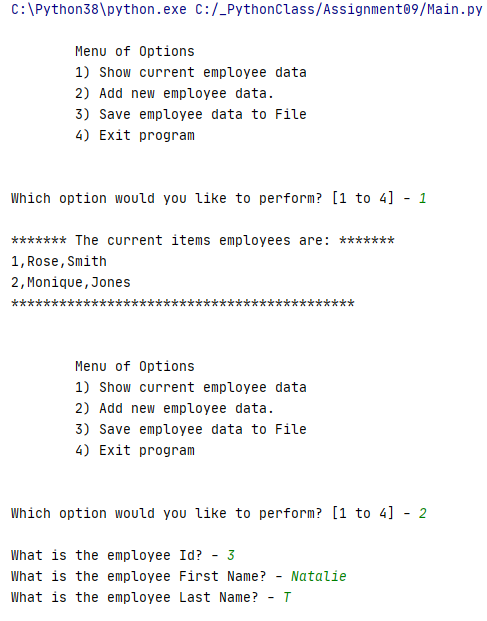 C:\Python38\python.exe C:/_PythonClass/Assignment09/Main.py
Menu of Options
1) Show current employee data
2) Add new employee data.
3) Save employee data to File
4) Exit program
Which option would you like to perform? [1 to 4] - 1
******* The current items employees are: *******
1,Rose,Smith
2,Monique,Jones
*******************************************
Menu of Options
1) Show current employee data
2) Add new employee data.
3) Save employee data to File
4) Exit program
Which option would you like to perform? [1 to 4] - 2
What is the employee Id? - 3
What is the employee First Name? - Natalie
What is the employee Last Name? - T